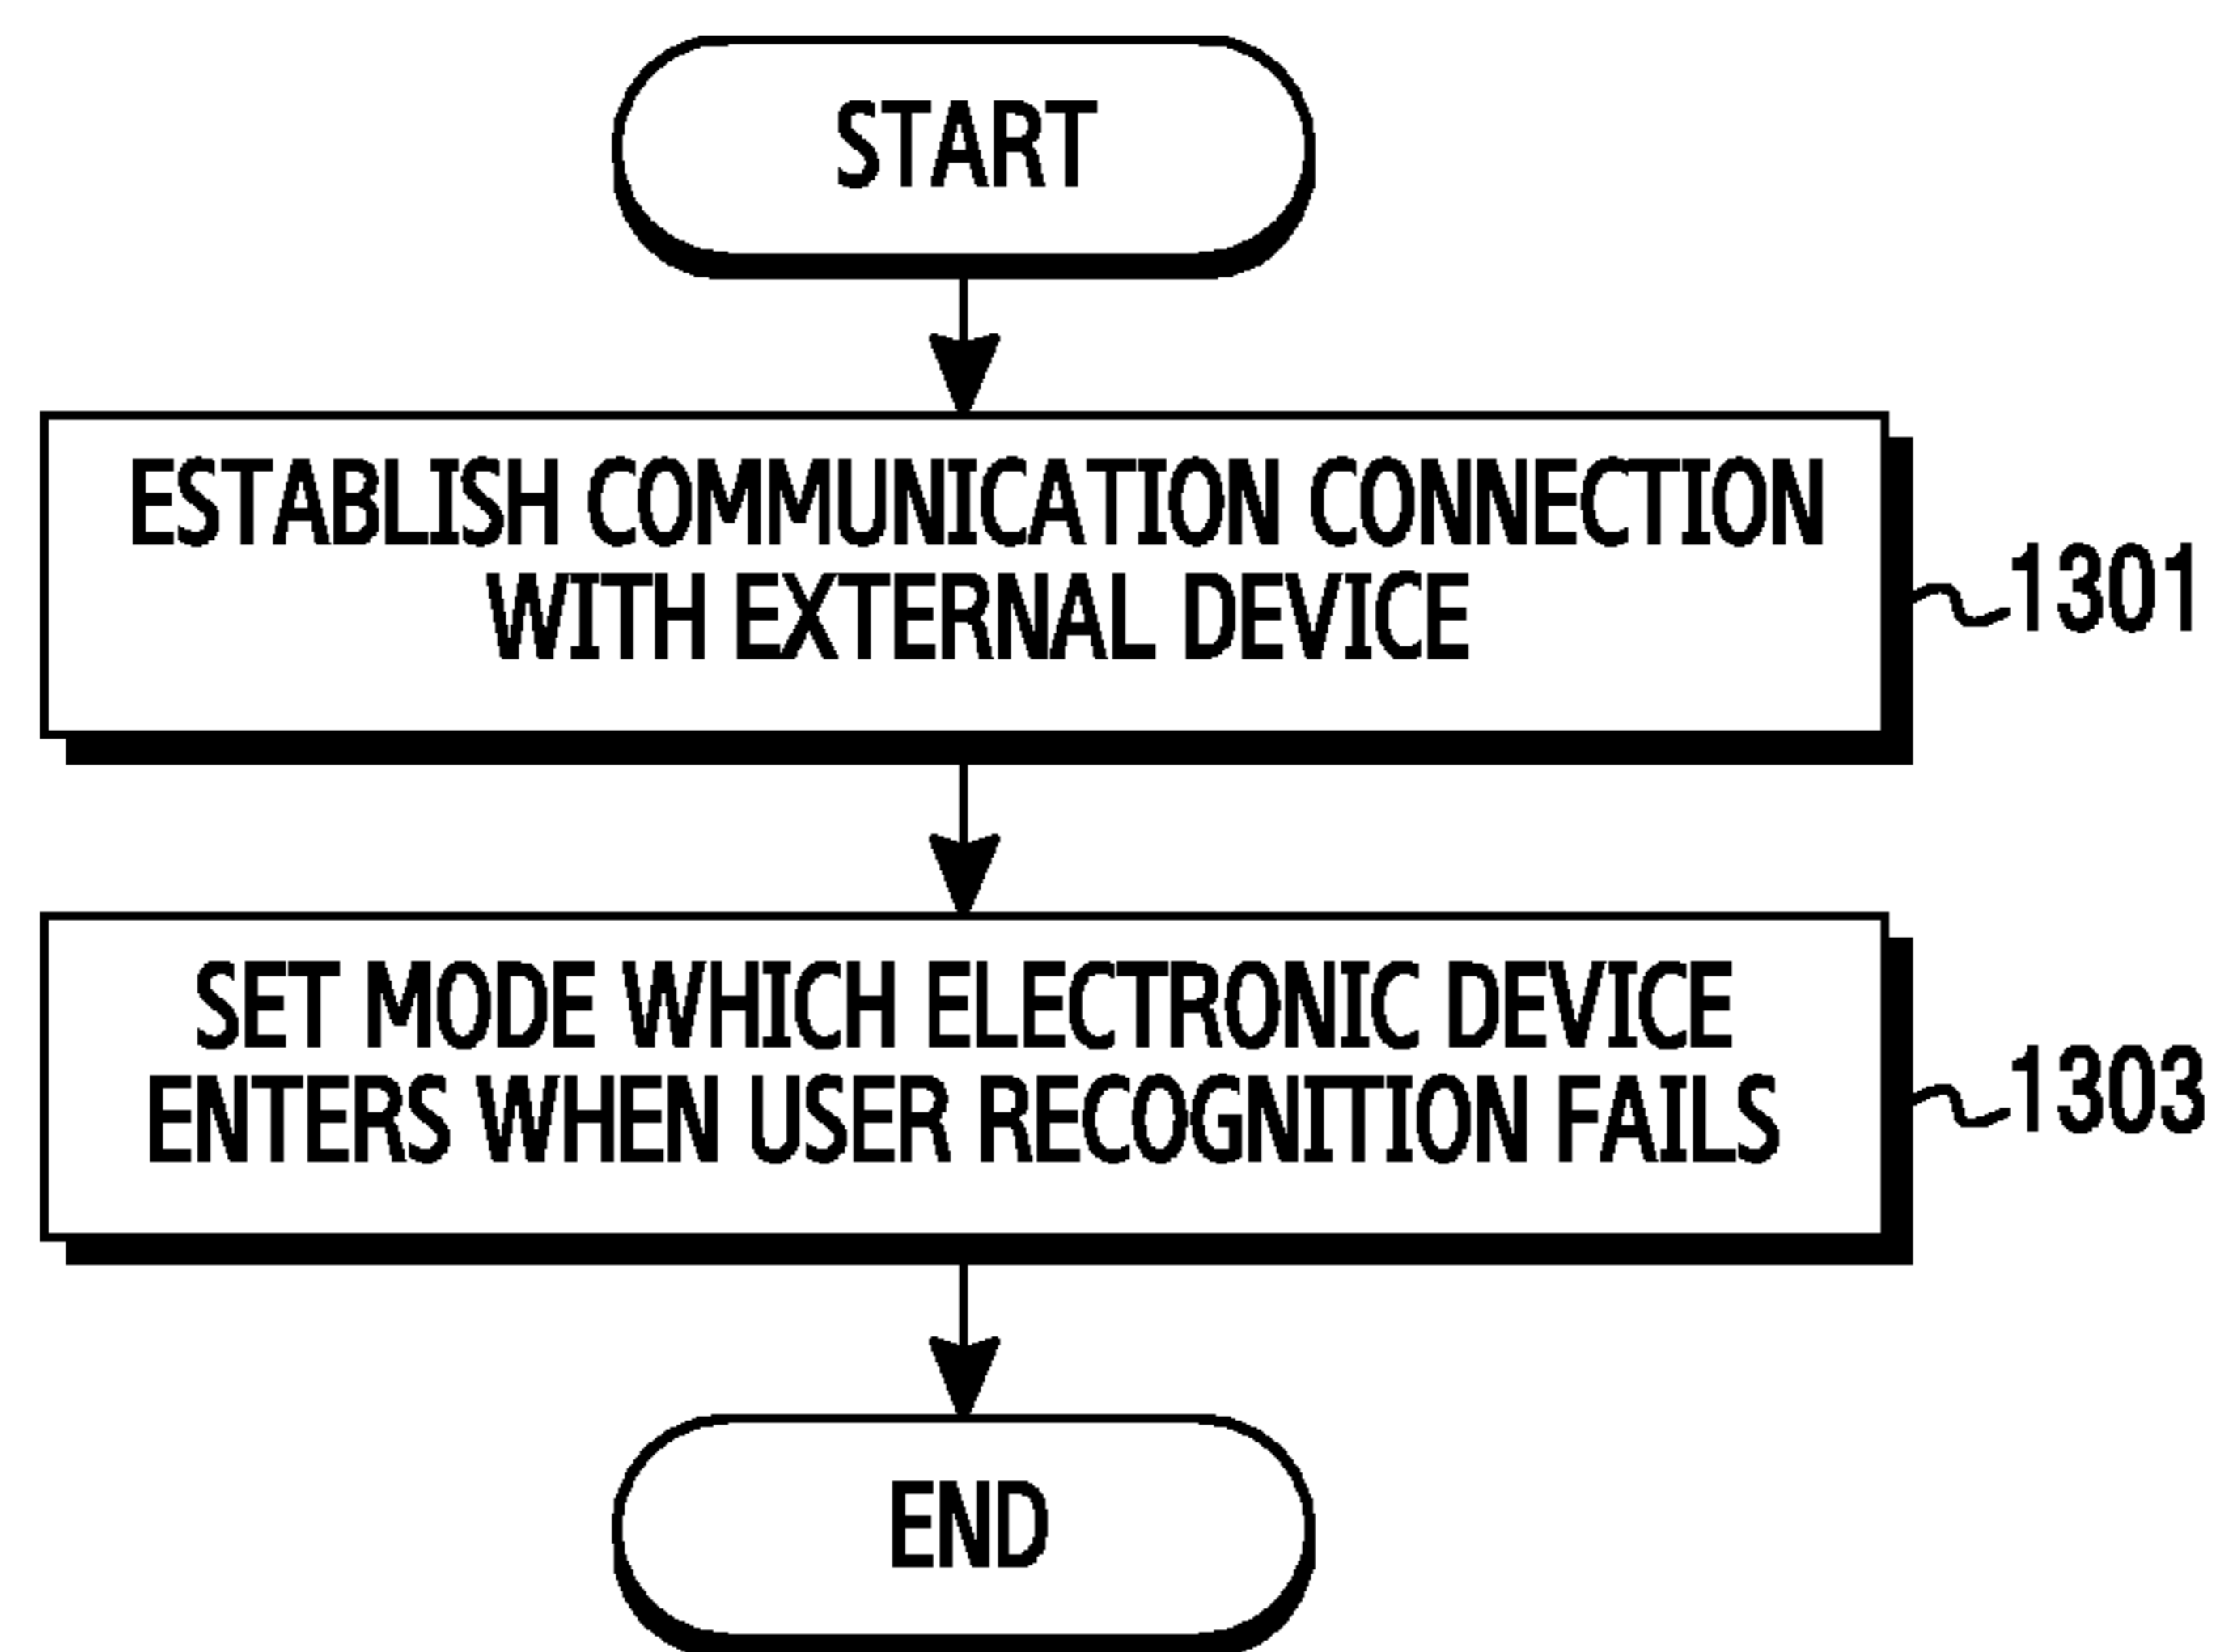 START
ESTABLISH COMMUNICATION CONNECTION
WITH EXTERNAL DEVICE
1301
SET MODE WHICH ELECTRONIC DEVICE
ENTERS WHEN USER RECOGNITION FAILS
1303
END